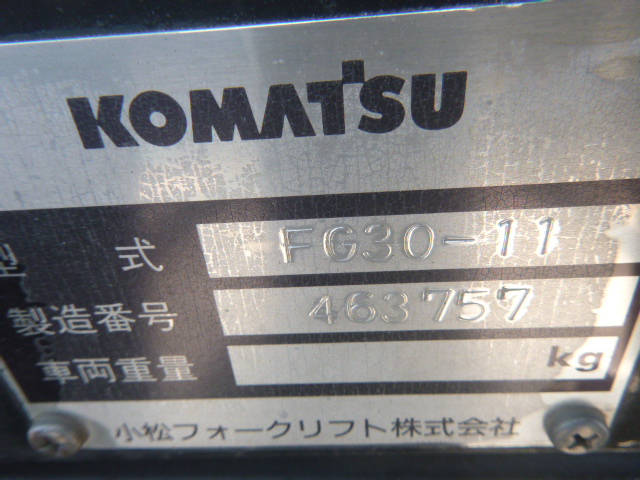 KOMATSU
型式 FG30-11
製造番号 463757
車両重量 kg
小松フォークリフト株式会社